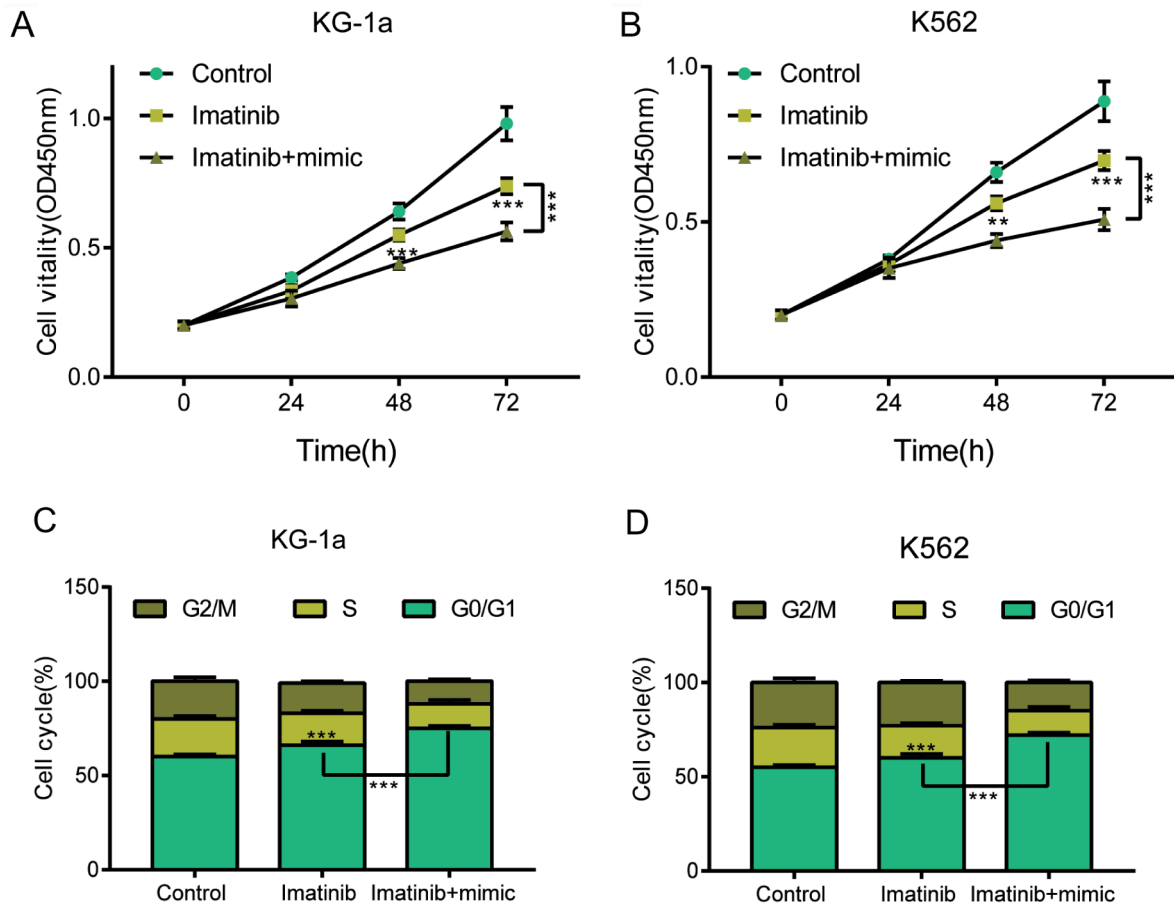 A
KG-1a
Control
Imatinib
Imatinib+mimic
Cell vitality(OD450nm)
1.0
0.5
0.0
***
***
***
0
24
48
72
Time(h)
B
K562
Control
Imatinib
Imatinib+mimic
Cell vitality(OD450nm)
1.0
0.5
0.0
**
***
***
0
24
48
72
Time(h)
C
KG-1a
G2/M
S
G0/G1
Cell cycle(%)
150
100
50
0
***
***
Control
Imatinib
Imatinib+mimic
D
K562
G2/M
S
G0/G1
Cell cycle(%)
150
100
50
0
***
***
Control
Imatinib
Imatinib+mimic